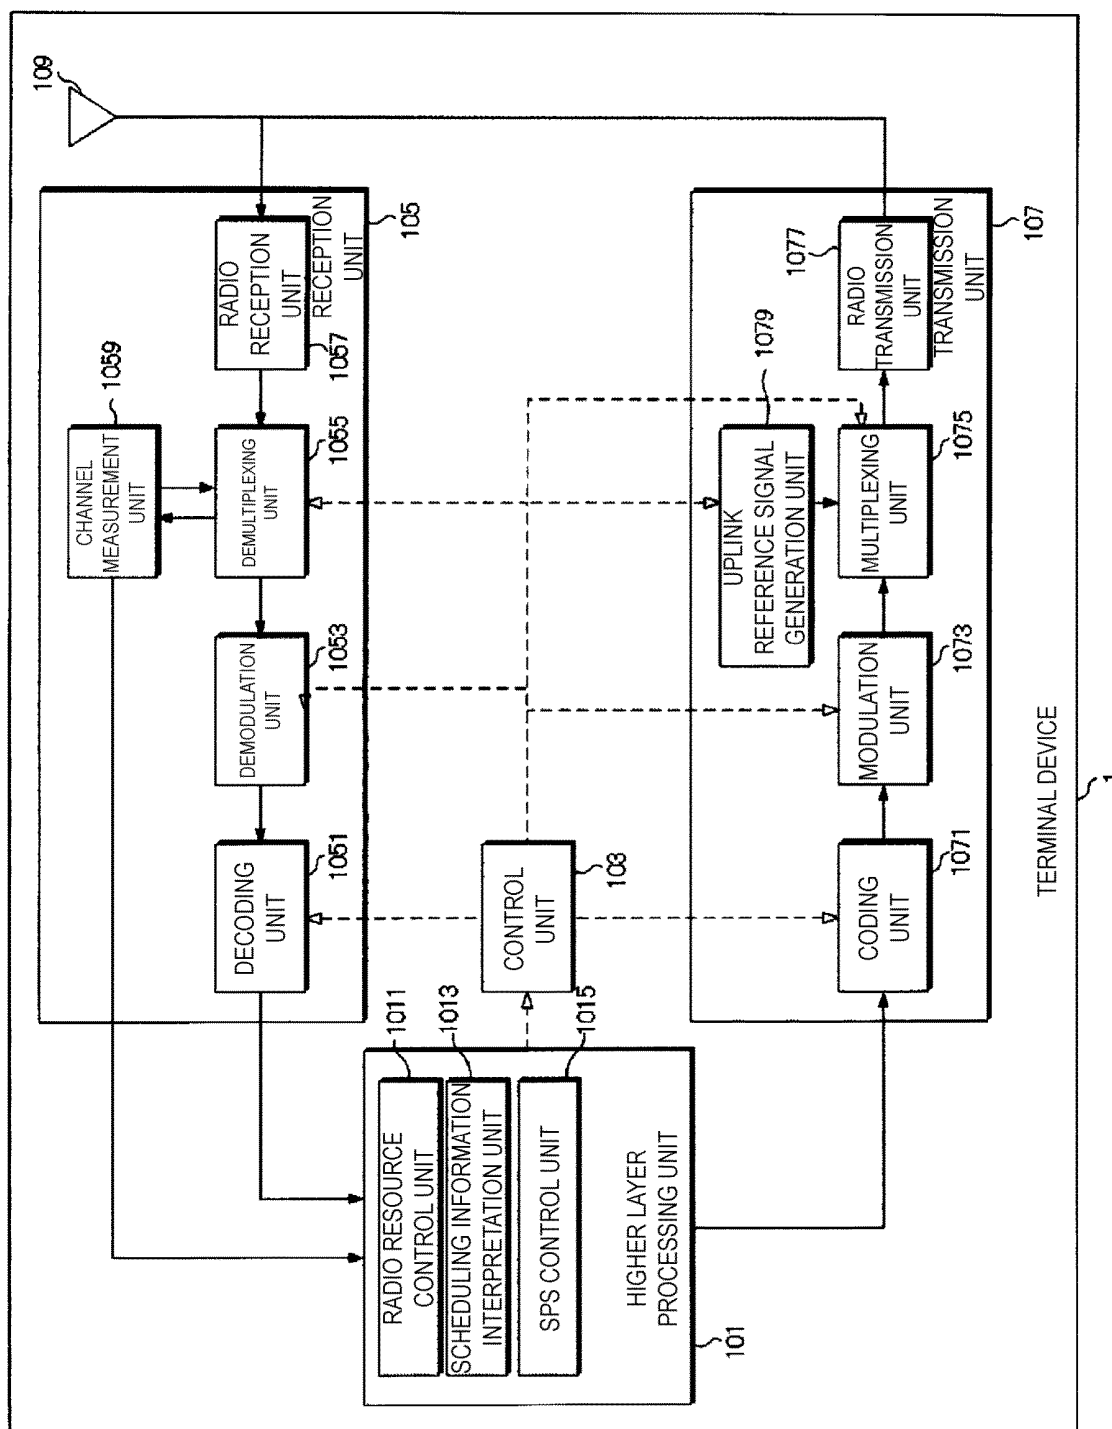 109
RADIO
RECEPTION
UNIT
RECEPTION
UNIT
105
1057
CHANNEL
MEASUREMENT
UNIT
1059
DEMULTIPLEXING
UNIT
1055
DEMODULATION
UNIT
1053
DECODING
UNIT
1051
CONTROL
UNIT
103
RADIO RESOURCE
CONTROL UNIT
1011
SCHEDULING INFORMATION
INTERPRETATION UNIT
1013
SPS CONTROL UNIT
1015
HIGHER LAYER
PROCESSING UNIT
101
CODING
UNIT
1071
MODULATION
UNIT
1073
UPLINK
REFERENCE SIGNAL
GENERATION UNIT
1079
MULTIPLEXING
UNIT
1075
RADIO
TRANSMISSION
UNIT
1077
TRANSMISSION
UNIT
107
TERMINAL DEVICE
1